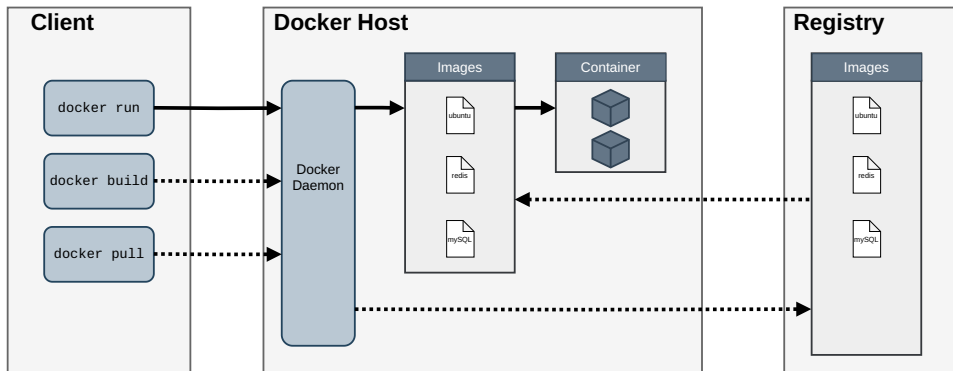 Client
docker run
docker build
docker pull
Docker Host
Docker
Daemon
Images
ubuntu
redis
mySQL
Container
Registry
Images
ubuntu
redis
mySQL